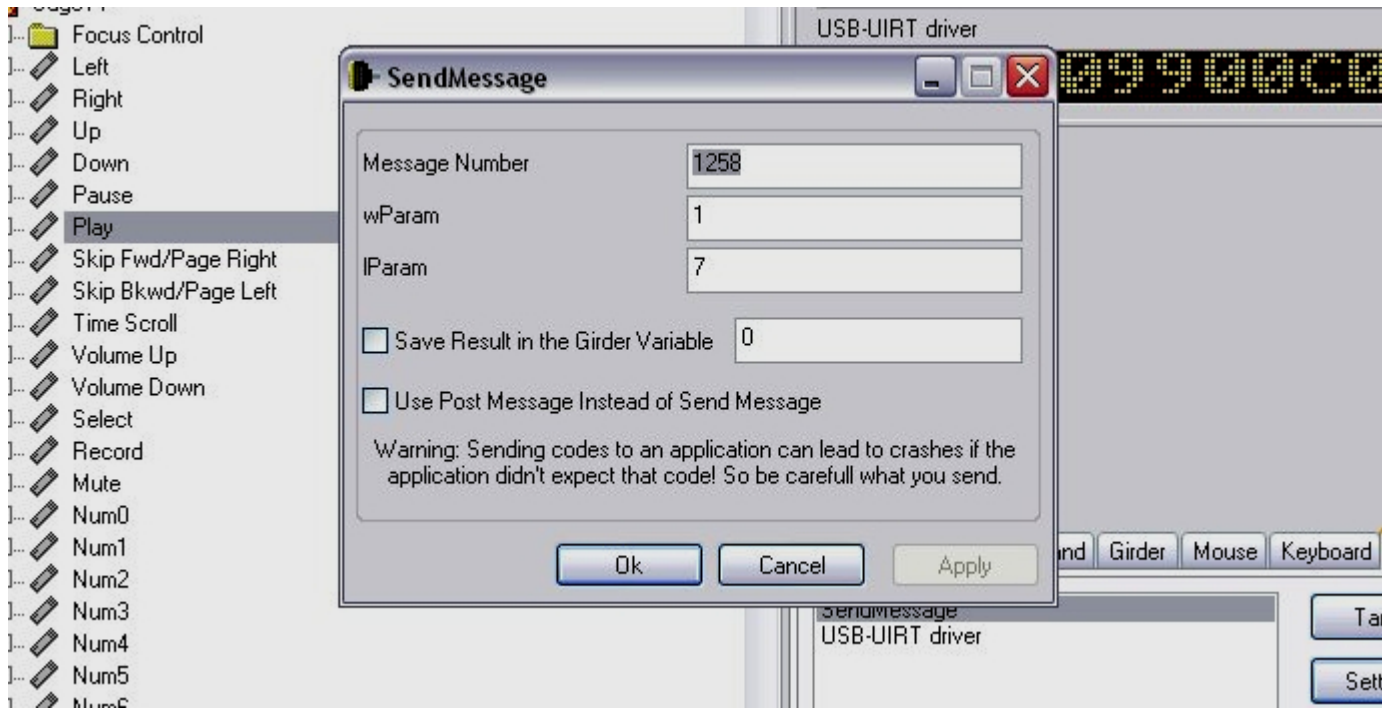 Focus Control
Left
Right
Up
Down
Pause
Play
Skip Fwd/Page Right
Skip Bkwd/Page Left
Time Scroll
Volume Up
Volume Down
Select
Record
Mute
Num0
Num1
Num2
Num3
Num4
Num5
USB-UIRT driver
SendMessage
Message Number 1258
wParam 1
lParam 7
Save Result in the Girder Variable 0
Use Post Message Instead of Send Message
Warning: Sending codes to an application can lead to crashes if the
application didn't expect that code! So be carefull what you send.
Ok Cancel Apply
Girder Mouse Keyboard
SendMessage
USB-UIRT driver